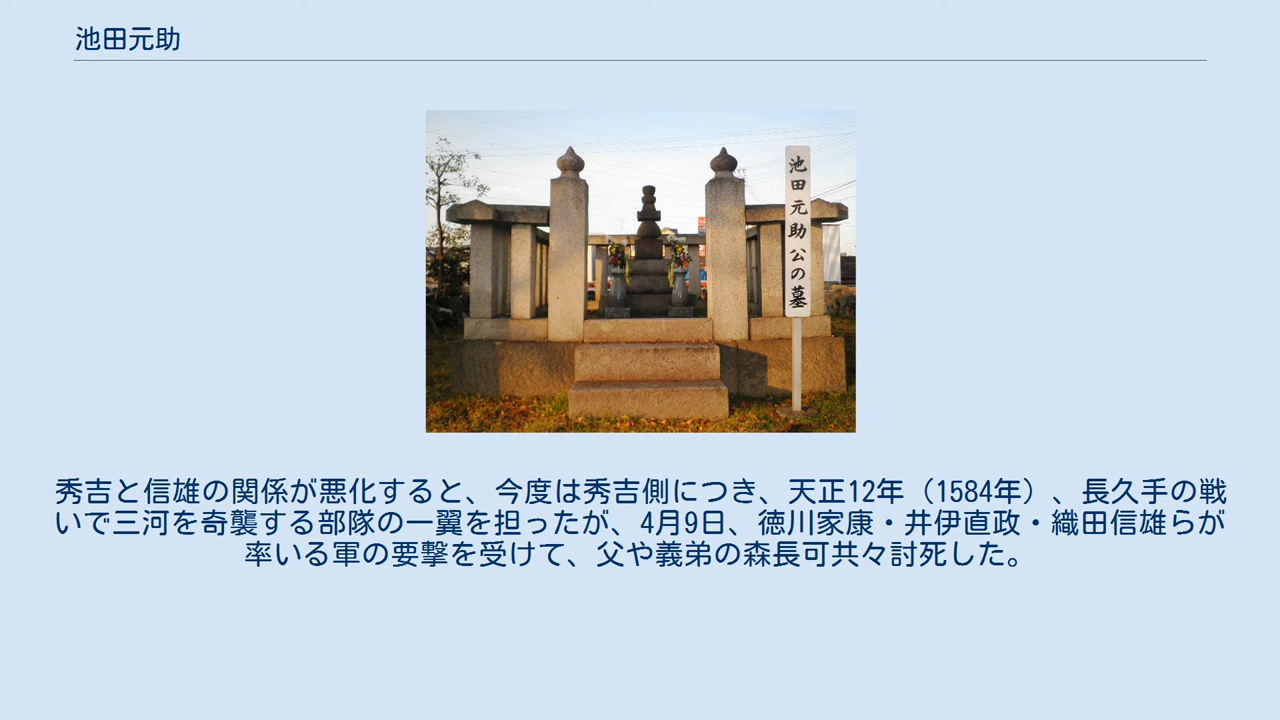 池田元助
池田元助公の墓
秀吉と信雄の関係が悪化すると、今度は秀吉側につき、天正12年（1584年）、長久手の戦
いで三河を奇襲する部隊の一翼を担ったが、4月9日、徳川家康・井伊直政・織田信雄らが
率いる軍の要撃を受けて、父や義弟の森長可共々討死した。